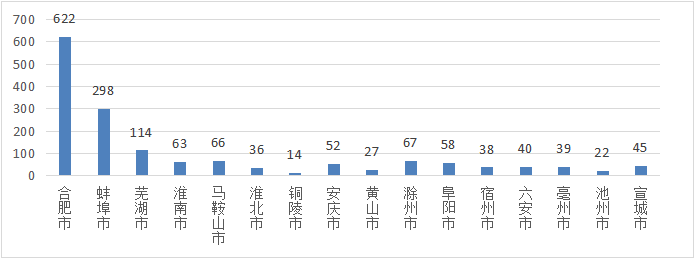 700
600
500
400
300
200
100
0
622
298
114
63
66
36
14
52
27
67
58
38
40
39
22
45
合肥市
蚌埠市
芜湖市
淮南市
马鞍山市
淮北市
铜陵市
安庆市
黄山市
滁州市
阜阳市
宿州市
六安市
亳州市
池州市
宣城市